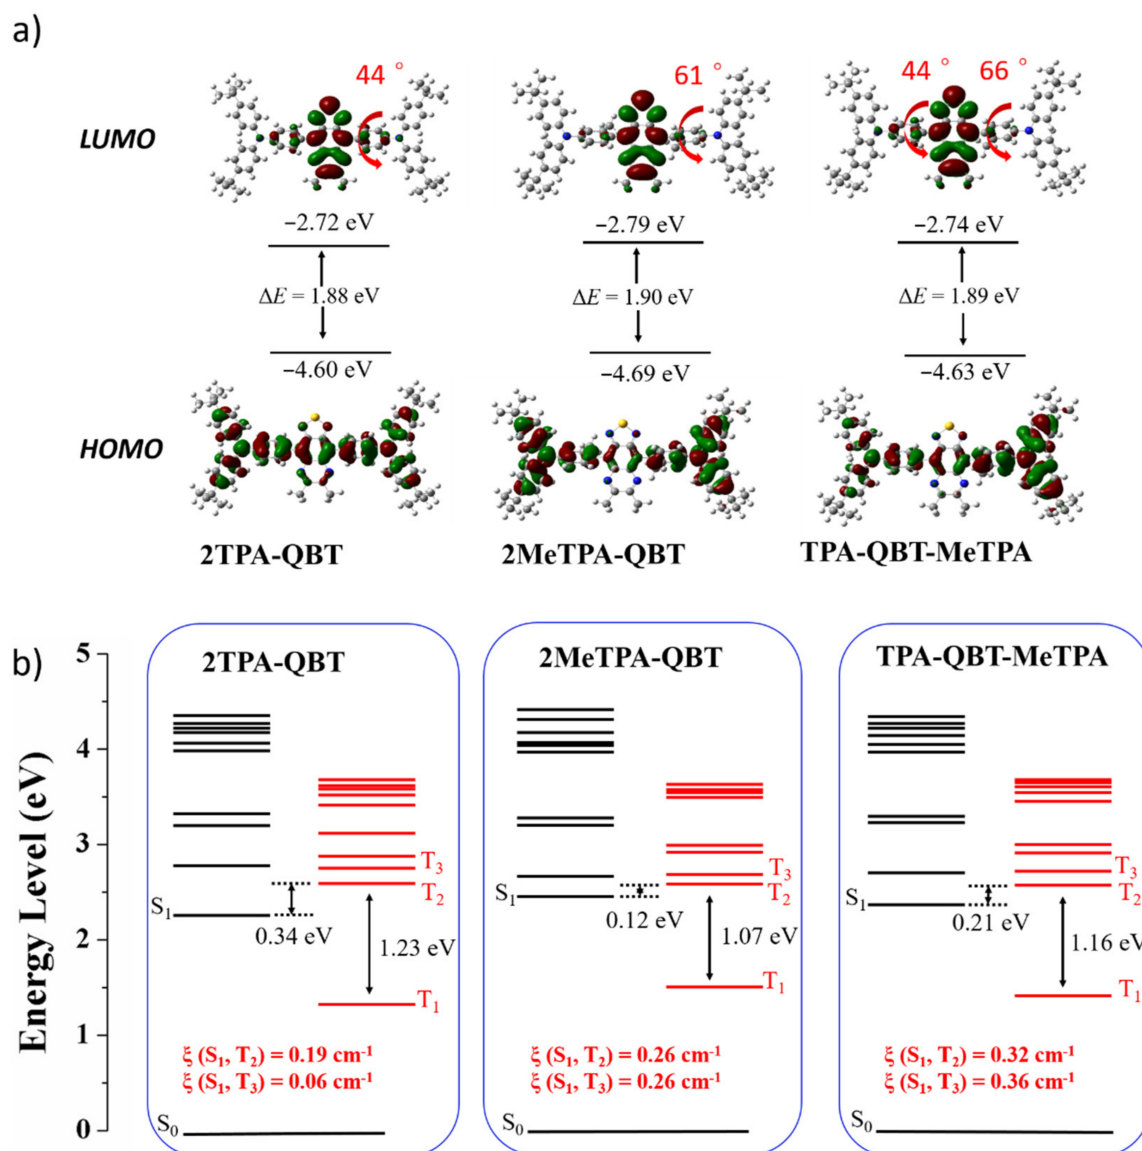 a)
44 °
61 °
44 ° 66 °
LUMO
−2.72 eV
−2.79 eV
−2.74 eV
ΔE = 1.88 eV
ΔE = 1.90 eV
ΔE = 1.89 eV
−4.60 eV
−4.69 eV
−4.63 eV
HOMO
2TPA-QBT
2MeTPA-QBT
TPA-QBT-MeTPA
b)
Energy Level (eV)
5
4
3
2
1
0
2TPA-QBT
T3
T2
S1
0.34 eV
1.23 eV
T1
ξ (S1, T2) = 0.19 cm-1
ξ (S1, T3) = 0.06 cm-1
S0
2MeTPA-QBT
T3
T2
S1
0.12 eV
1.07 eV
T1
ξ (S1, T2) = 0.26 cm-1
ξ (S1, T3) = 0.26 cm-1
S0
TPA-QBT-MeTPA
T3
T2
S1
0.21 eV
1.16 eV
T1
ξ (S1, T2) = 0.32 cm-1
ξ (S1, T3) = 0.36 cm-1
S0